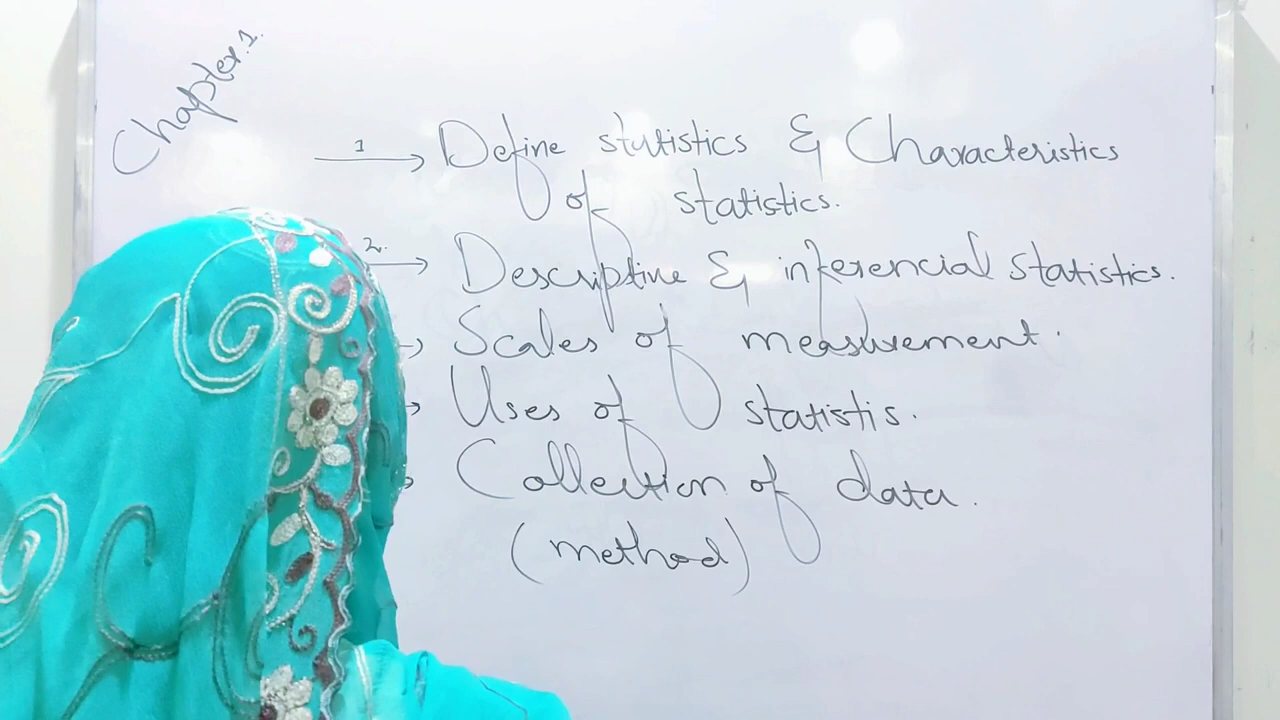 Chapter.1.
1 Define statistics & Characteristics
of statistics.
2. Descriptive & inferencial statistics.
Scales of measurement.
Uses of statistis.
Collection of data.
(method)